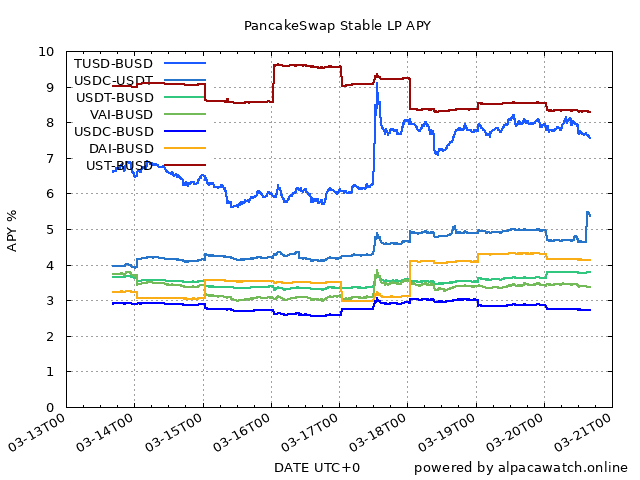 PancakeSwap Stable LP APY
10
9
8
7
6
5
4
3
2
1
0
APY %
TUSD-BUSD
USDC-USDT
USDT-BUSD
VAI-BUSD
USDC-BUSD
DAI-BUSD
UST-BUSD
03-13T00
03-14T00
03-15T00
03-16T00
03-17T00
03-18T00
03-19T00
03-20T00
03-21T00
DATE UTC+0
powered by alpacawatch.online